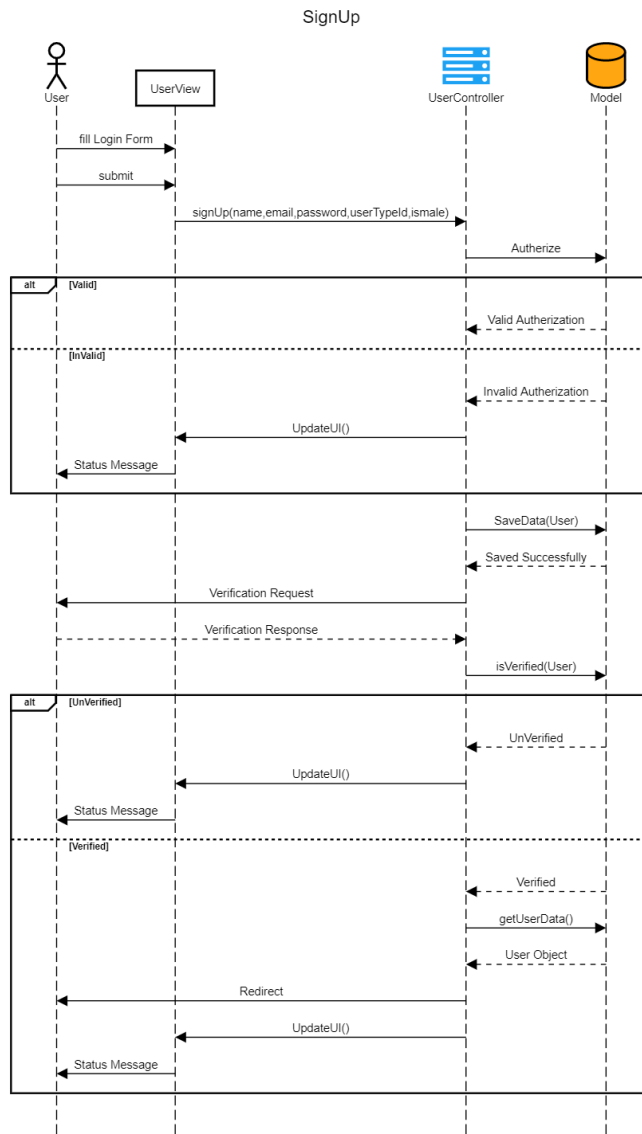 SignUp
User
UserView
UserController
Model
fill Login Form
submit
signUp(name,email,password,userTypeId,ismale)
Autherize
alt
[Valid]
Valid Autherization
[InValid]
Invalid Autherization
UpdateUI()
Status Message
SaveData(User)
Saved Successfully
Verification Request
Verification Response
isVerified(User)
alt
[UnVerified]
UnVerified
UpdateUI()
Status Message
[Verified]
Verified
getUserData()
User Object
Redirect
UpdateUI()
Status Message